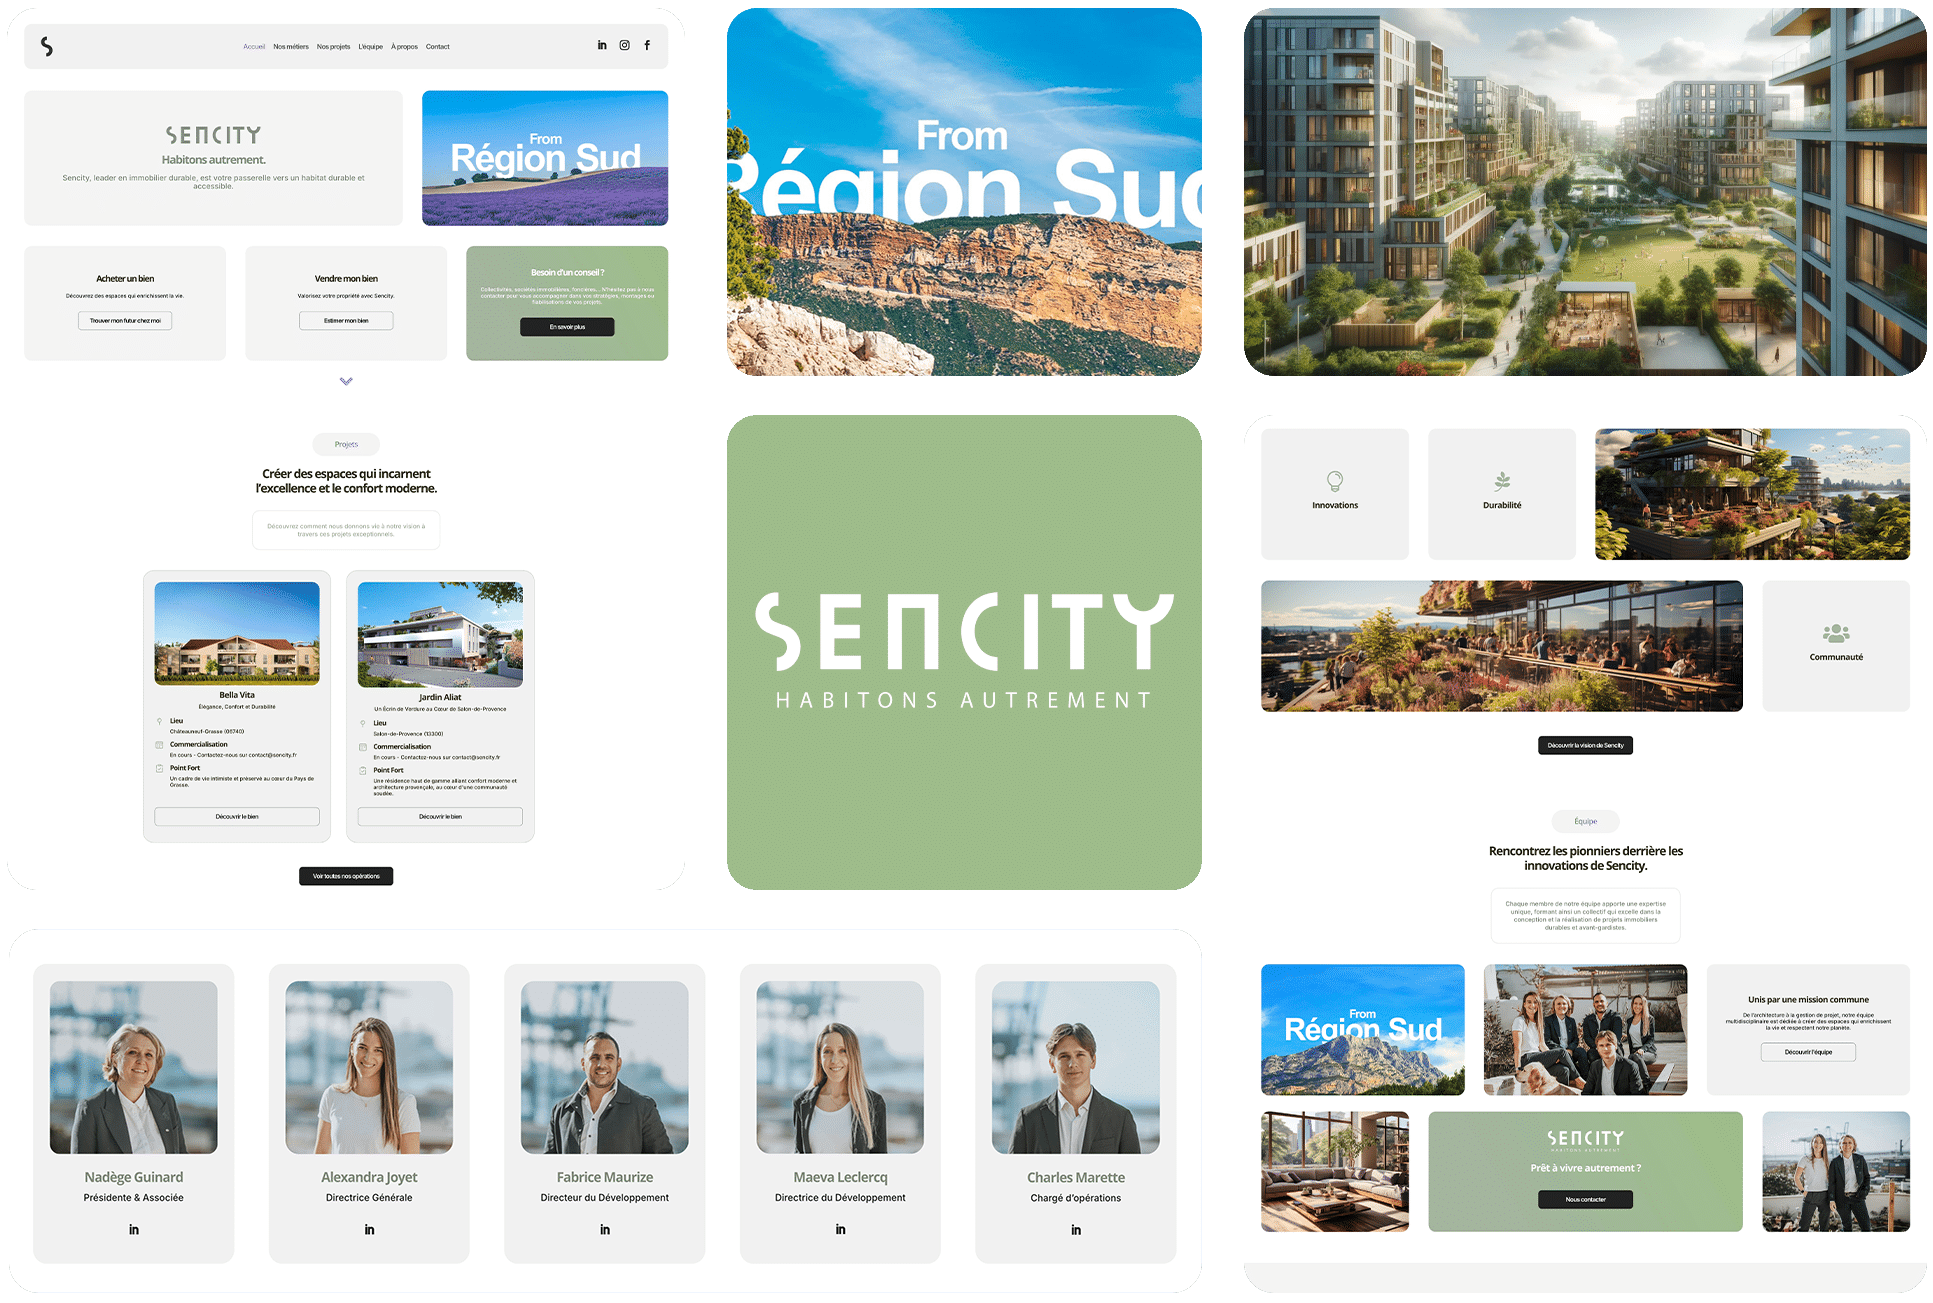 Accueil Nos métiers Nos projets L'équipe À propos Contact
SENCITY
Habitons autrement.
Sencity, leader en immobilier durable, est votre passerelle vers un habitat durable et
accessible.
From
Région Sud
Acheter un bien
Découvrez des espaces qui enrichissent la vie.
Trouver mon futur chez moi
Vendre mon bien
Valorisez votre propriété avec Sencity.
Estimer mon bien
Besoin d'un conseil ?
Collectivités, sociétés immobilières, foncières... N'hésitez pas à nous
contacter pour vous accompagner dans vos stratégies, montages ou
réalisations de vos projets.
En savoir plus
Projets
Créer des espaces qui incarnent
l'excellence et le confort moderne.
Découvrez comment nous donnons vie à notre vision à
travers ces projets exceptionnels.
Bella Vita
Élégance, Confort et Durabilité
Lieu
Châteauneuf-Grasse (06740)
Commercialisation
En cours - Contactez-nous sur contact@sencity.fr
Point Fort
Un cadre de vie intimiste et préservé au cœur du Pays de
Grasse.
Découvrir le bien
Jardin Aliat
Un Écrin de Verdure au Cœur de Salon-de-Provence
Lieu
Salon-de-Provence (13300)
Commercialisation
En cours - Contactez-nous sur contact@sencity.fr
Point Fort
Une résidence haut de gamme alliant confort moderne et
architecture provençale, au cœur d'une communauté
soudée.
Découvrir le bien
Voir toutes nos opérations
From
Région Sud
SENCITY
HABITONS AUTREMENT
Innovations
Durabilité
Communauté
Découvrir la vision de Sencity
Équipe
Rencontrez les pionniers derrière les
innovations de Sencity.
Chaque membre de notre équipe apporte une expertise
unique, formant ainsi un collectif qui excelle dans la
conception et la réalisation de projets immobiliers
durables et avant-gardistes.
From
Région Sud
Unis par une mission commune
De l'architecture à la gestion de projet, notre équipe
multidisciplinaire est dédiée à créer des espaces qui enrichissent
la vie et respectent notre planète.
Découvrir l'équipe
SENCITY
HABITONS AUTREMENT
Prêt à vivre autrement ?
Nous contacter
Nadège Guinard
Présidente & Associée
in
Alexandra Joyet
Directrice Générale
in
Fabrice Maurize
Directeur du Développement
in
Maeva Leclercq
Directrice du Développement
in
Charles Marette
Chargé d'opérations
in